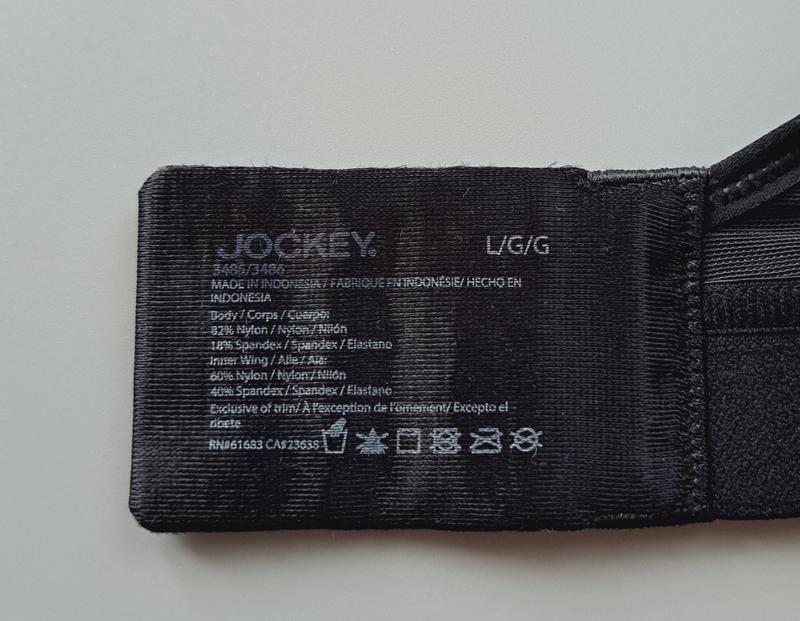 JOCKEY.
L/G/G
3485/3486
MADE IN INDONESIA / FABRIQUÉ EN INDONÉSIE/ HECHO EN
INDONESIA
Body / Corps / Cuerpo:
82% Nylon / Nylon / Nilón
18% Spandex / Spandex / Elastano
Inner Wing / Aile / Ala:
60% Nylon / Nylon / Nilón
40% Spandex / Spandex / Elastano
Exclusive of trim/ À l'exception de l'ornement/ Excepto el
ribete
RN#61683 CA#23638